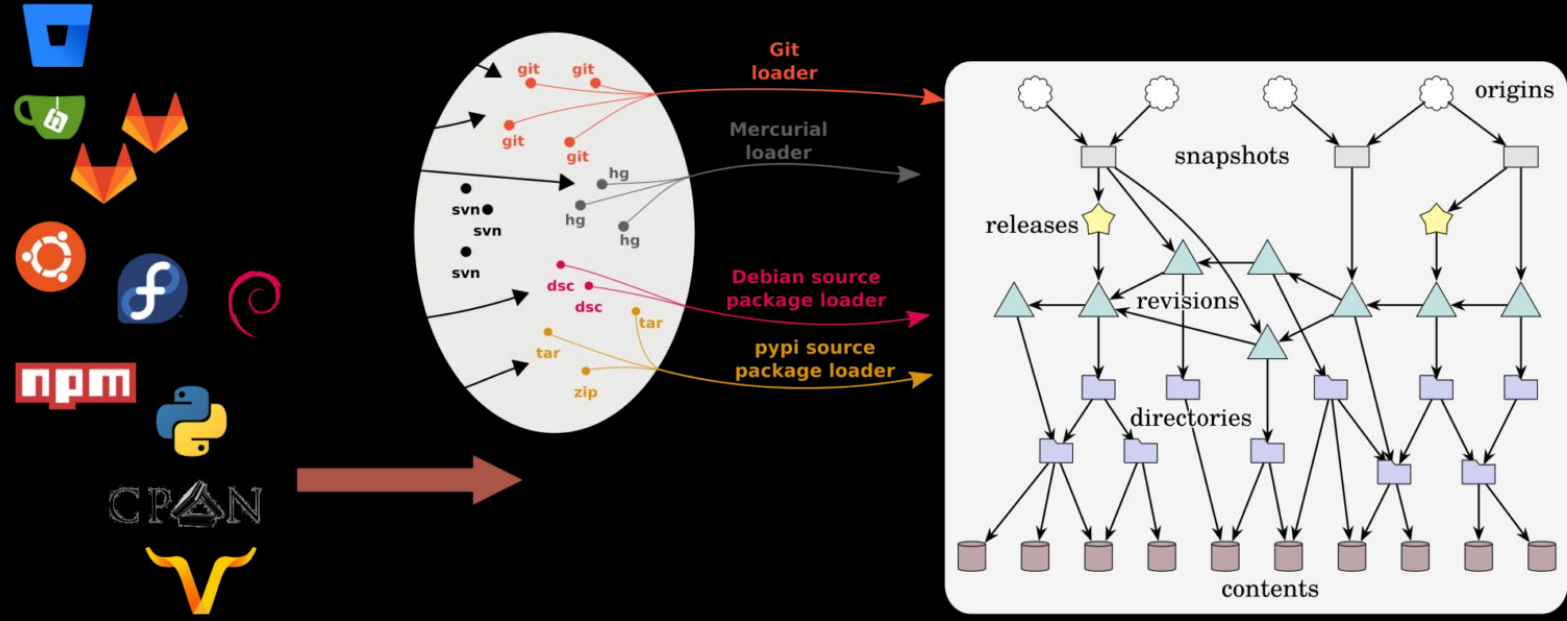 npm
CPAN
git
git
git
git
hg
hg
hg
svn
svn
svn
dsc
dsc
tar
tar
zip
Git
loader
Mercurial
loader
Debian source
package loader
pypi source
package loader
origins
snapshots
releases
revisions
directories
contents